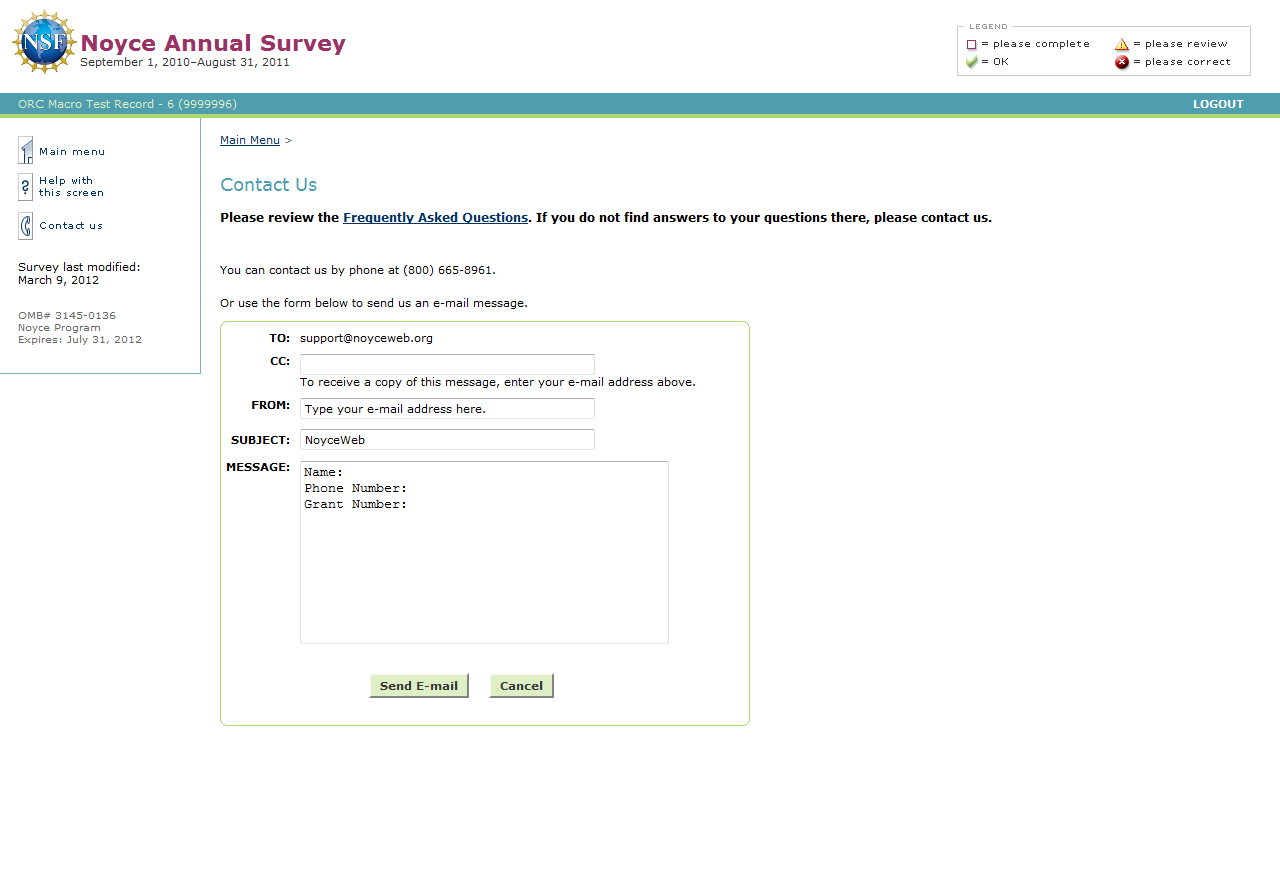 NSF
Noyce Annual Survey
September 1, 2010–August 31, 2011
LEGEND
= please complete
= please review
= OK
= please correct
ORC Macro Test Record - 6 (9999996)
LOGOUT
Main menu
Help with
this screen
Contact us
Survey last modified:
March 9, 2012
OMB# 3145-0136
Noyce Program
Expires: July 31, 2012
Main Menu >
Contact Us
Please review the Frequently Asked Questions. If you do not find answers to your questions there, please contact us.
You can contact us by phone at (800) 665-8961.
Or use the form below to send us an e-mail message.
TO: support@noyceweb.org
CC:
To receive a copy of this message, enter your e-mail address above.
FROM: Type your e-mail address here.
SUBJECT: NoyceWeb
MESSAGE: Name:
Phone Number:
Grant Number:
Send E-mail
Cancel